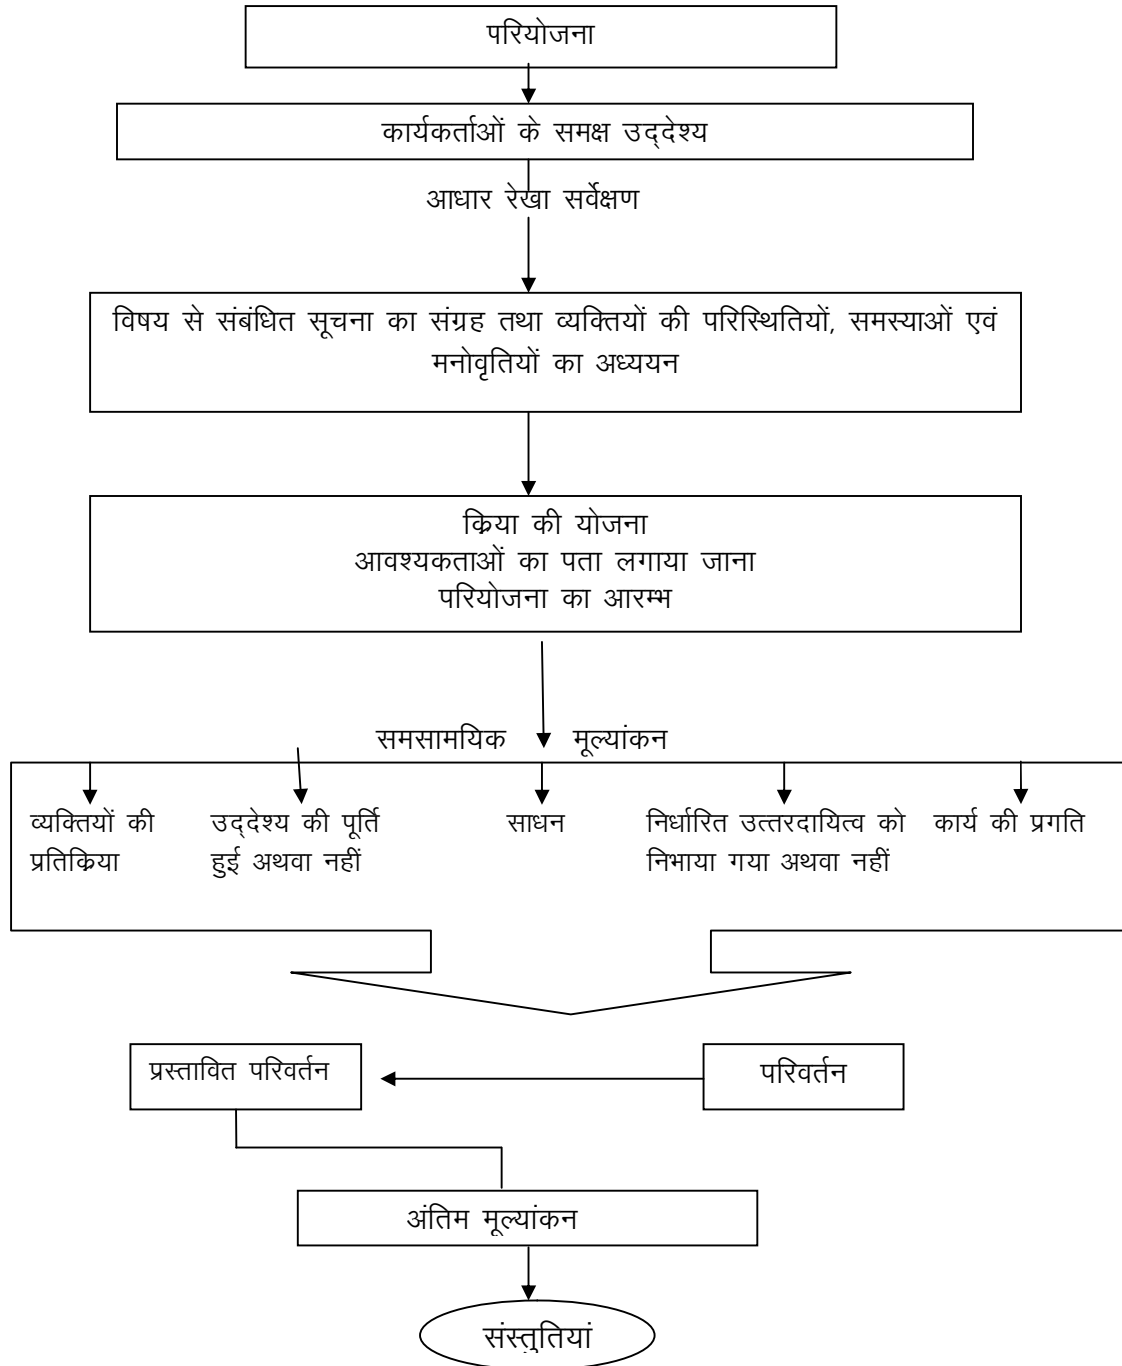 परियोजना
कार्यकर्ताओं के समक्ष उद्देश्य
आधार रेखा सर्वेक्षण
विषय से संबंधित सूचना का संग्रह तथा व्यक्तियों की परिस्थितियों, समस्याओं एवं
मनोवृतियों का अध्ययन
क्रिया की योजना
आवश्यकताओं का पता लगाया जाना
परियोजना का आरम्भ
समसामयिक मूल्यांकन
व्यक्तियों की
प्रतिक्रिया
उद्देश्य की पूर्ति
हुई अथवा नहीं
साधन
निर्धारित उत्तरदायित्व को
निभाया गया अथवा नहीं
कार्य की प्रगति
प्रस्तावित परिवर्तन
परिवर्तन
अंतिम मूल्यांकन
संस्तुतियां